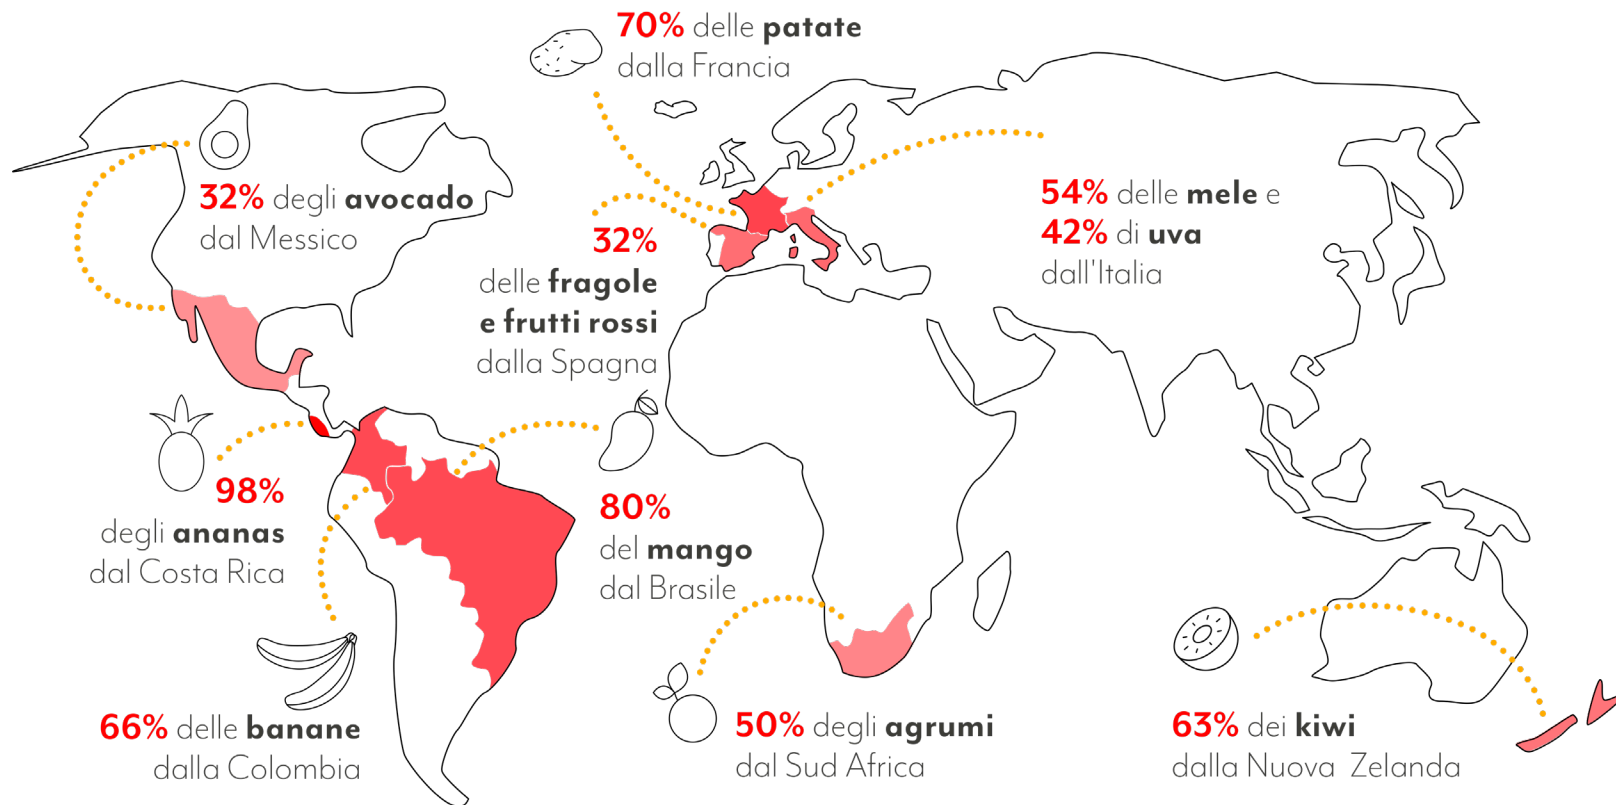 70% delle patate
dalla Francia
32% degli avocado
dal Messico
32%
delle fragole
e frutti rossi
dalla Spagna
54% delle mele e
42% di uva
dall'Italia
98%
degli ananas
dal Costa Rica
80%
del mango
dal Brasile
66% delle banane
dalla Colombia
50% degli agrumi
dal Sud Africa
63% dei kiwi
dalla Nuova Zelanda